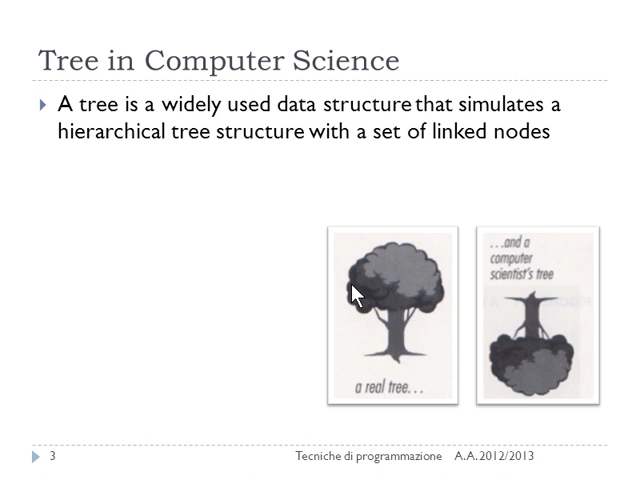 Tree in Computer Science
A tree is a widely used data structure that simulates a
hierarchical tree structure with a set of linked nodes
a real tree...
...and a
computer
scientist's tree
3
Tecniche di programmazione A.A. 2012/2013